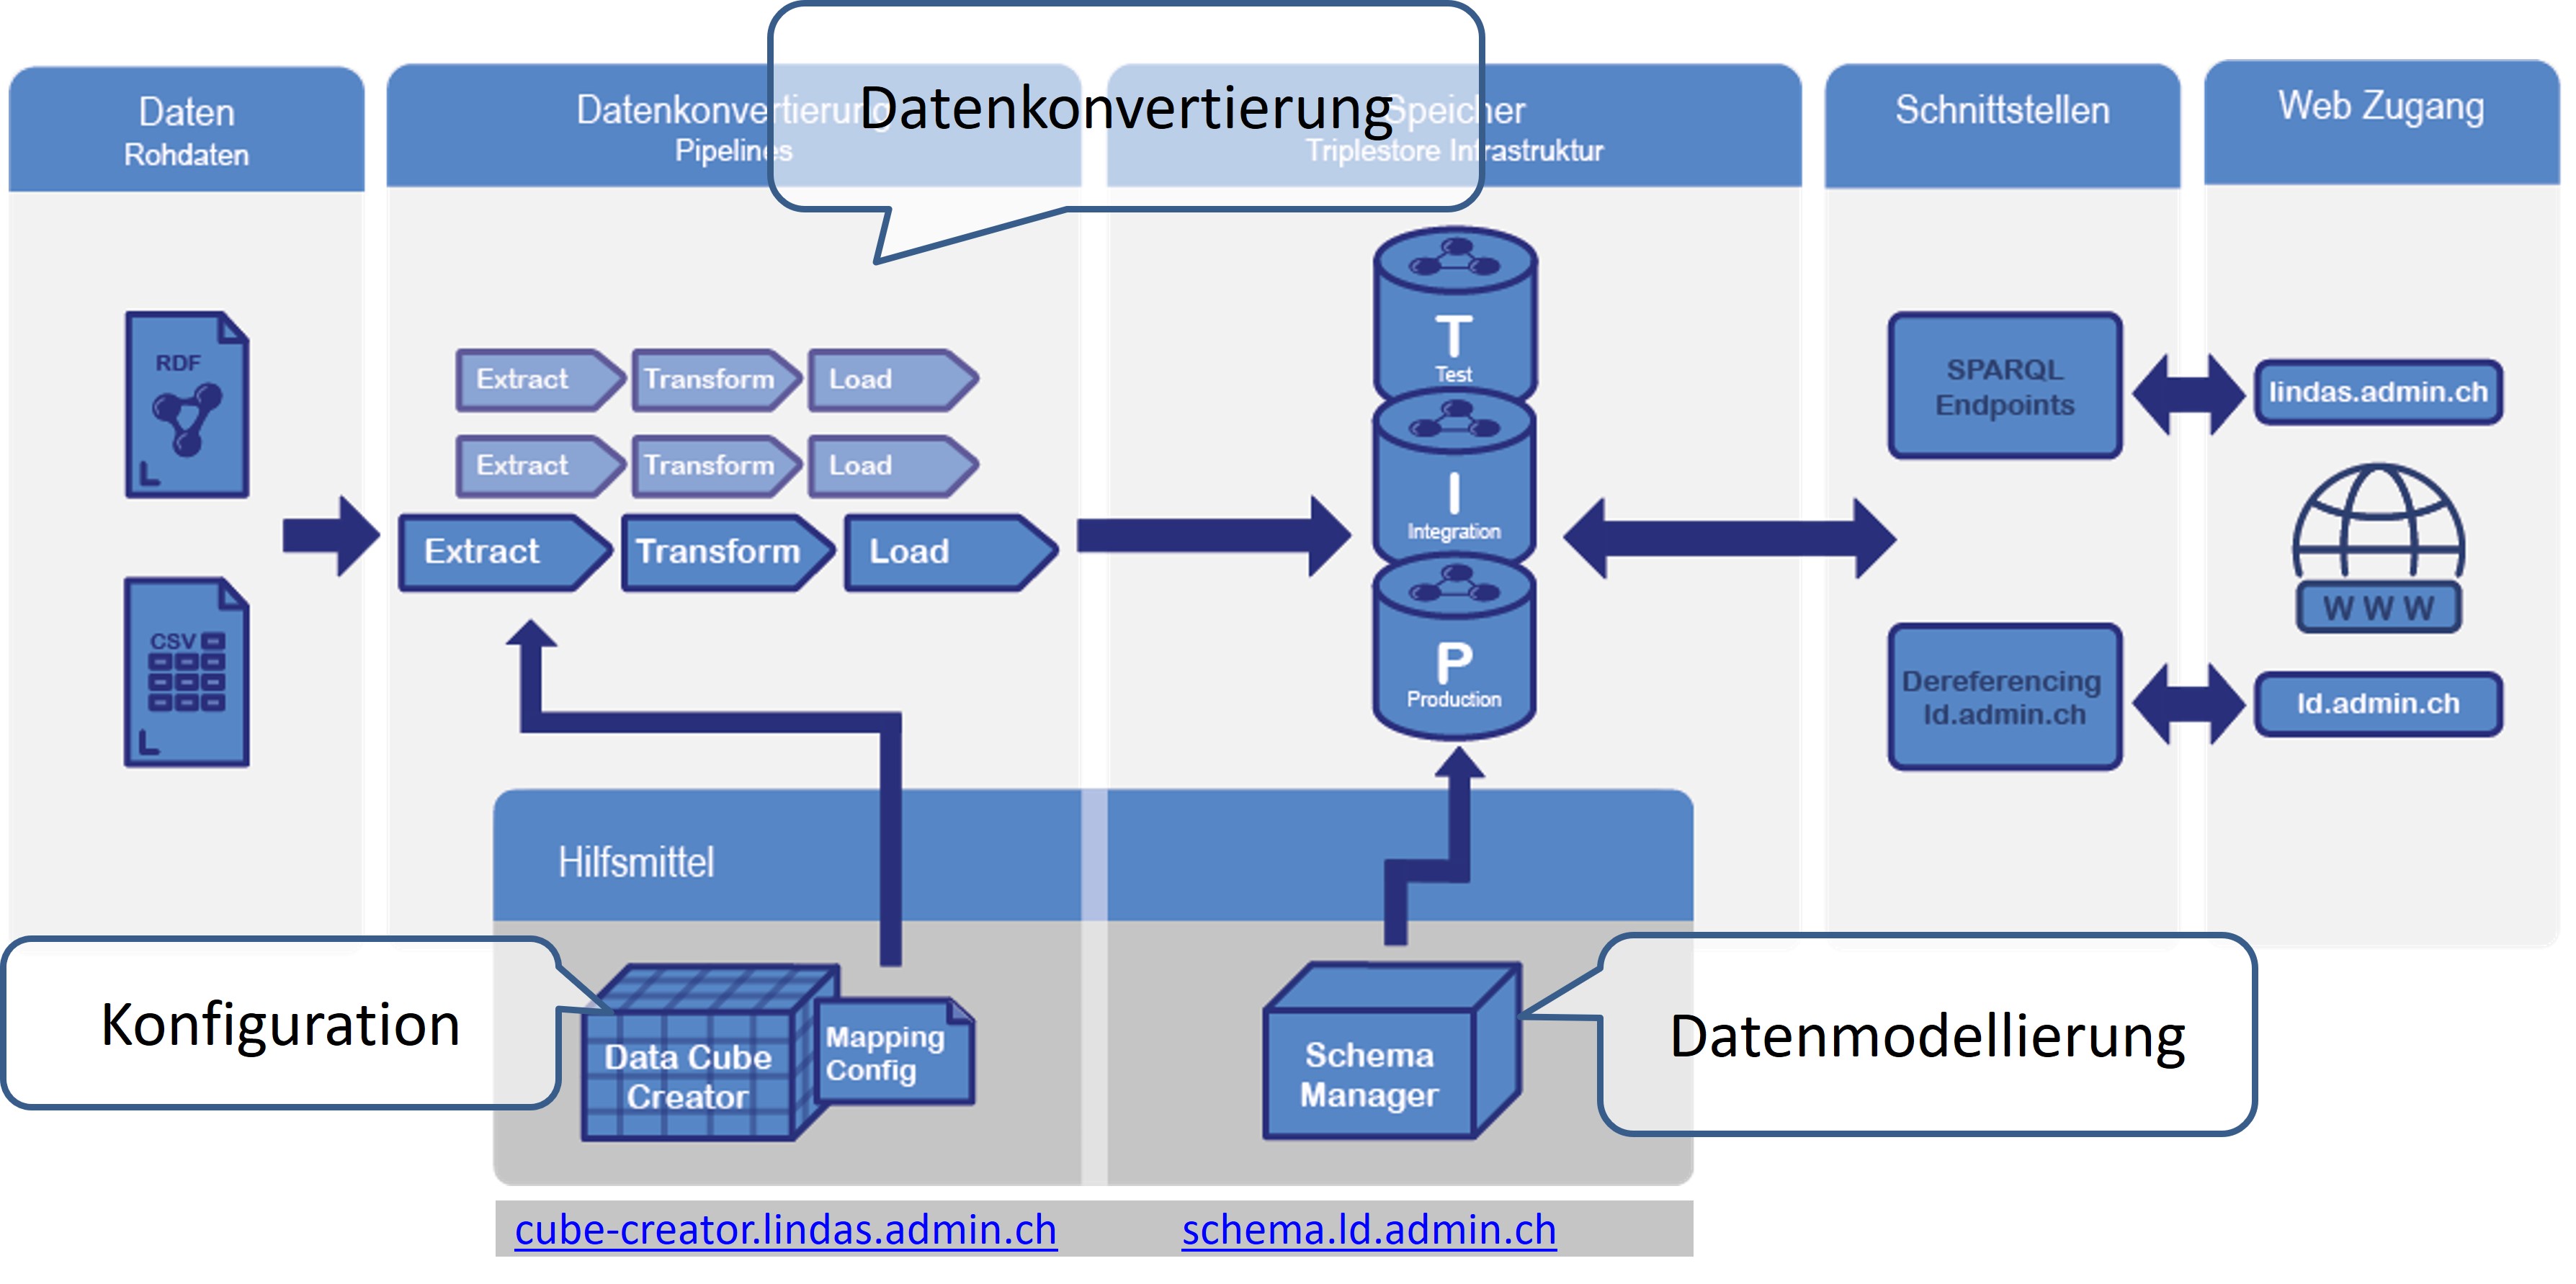 Daten
Rohdaten
Datenkonvertierung
Pipelines
Datenkonvertierung
Speicher
Triplestore Infrastruktur
Schnittstellen
Web Zugang
RDF
CSV
Extract
Transform
Load
Extract
Transform
Load
Extract
Transform
Load
T
Test
I
Integration
P
Production
SPARQL
Endpoints
Dereferencing
ld.admin.ch
lindas.admin.ch
W W W
ld.admin.ch
Hilfsmittel
Konfiguration
Data Cube
Creator
Mapping
Config
Schema
Manager
Datenmodellierung
cube-creator.lindas.admin.ch
schema.ld.admin.ch